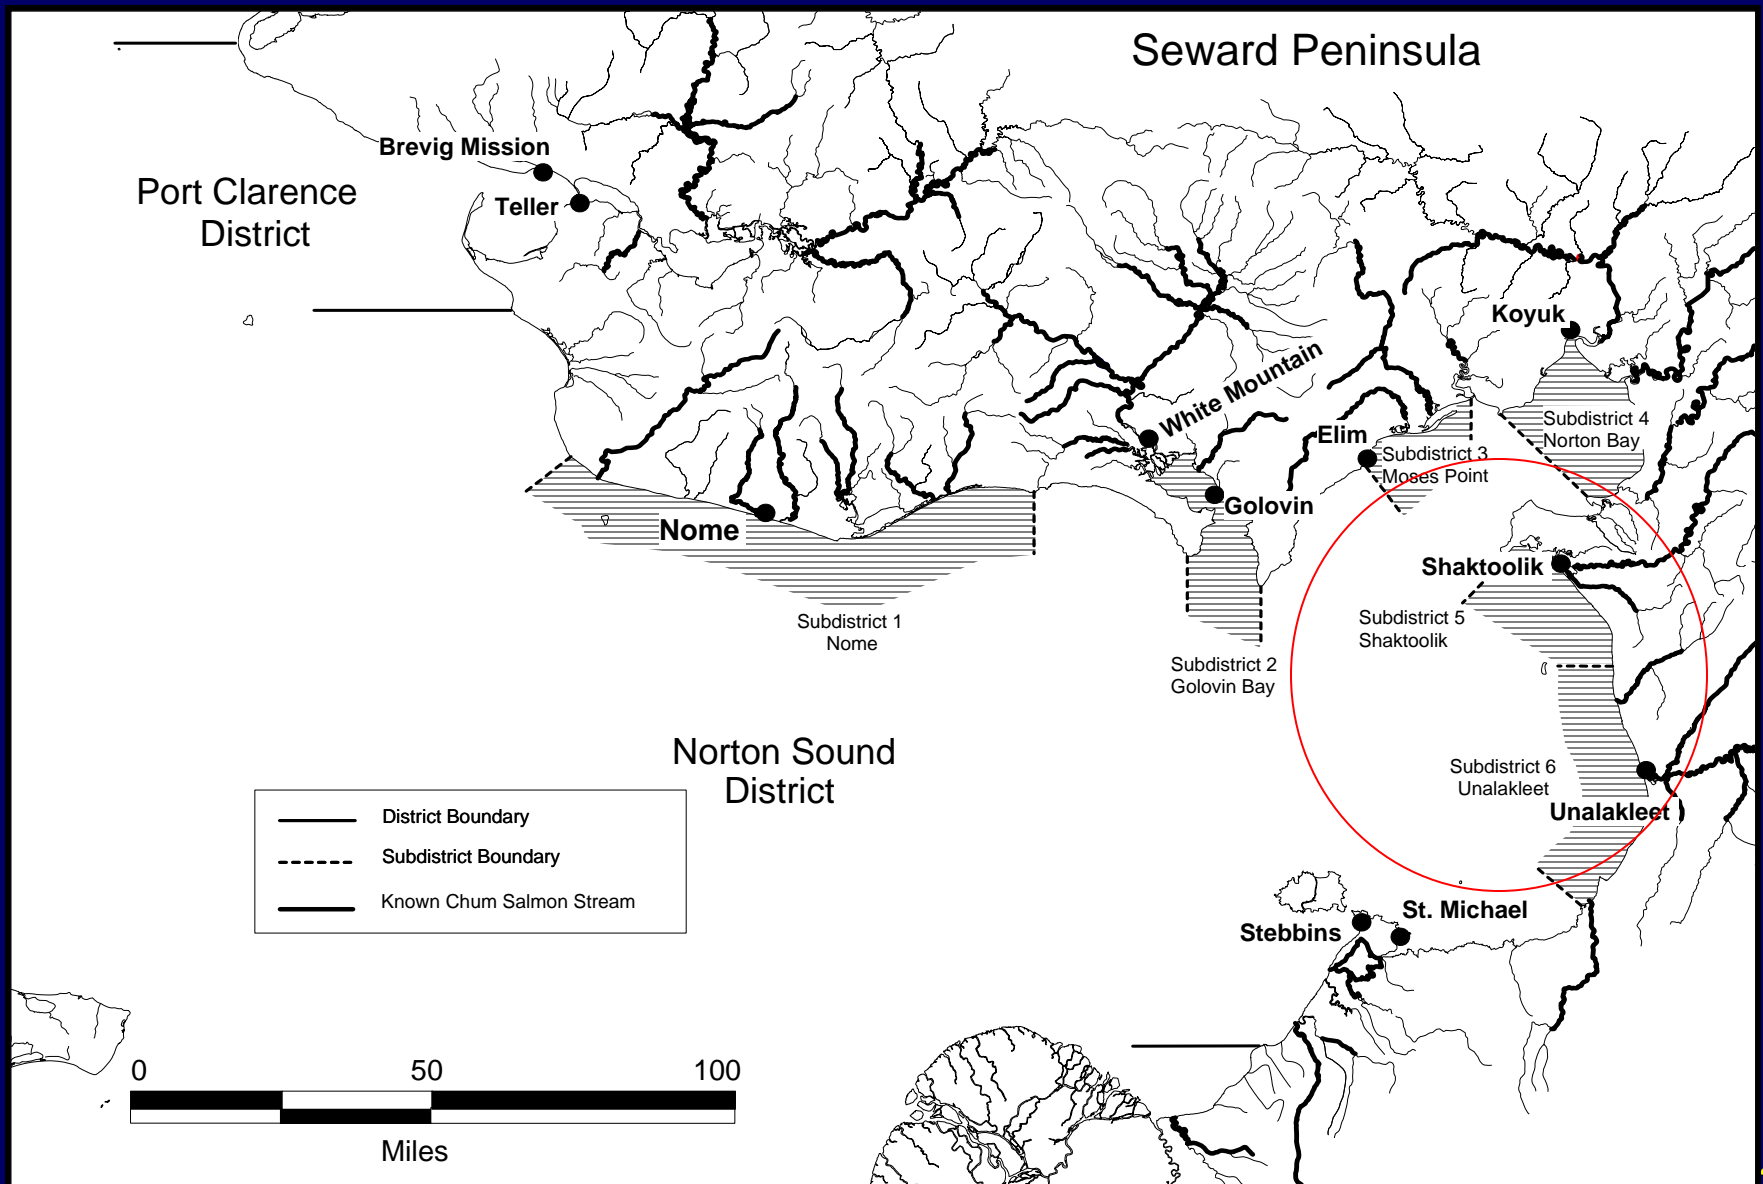 Seward Peninsula
Brevig Mission
Port Clarence
District
Teller
Koyuk
White Mountain
Subdistrict 4
Norton Bay
Elim
Subdistrict 3
Moses Point
Golovin
Nome
Shaktoolik
Subdistrict 1
Nome
Subdistrict 5
Shaktoolik
Subdistrict 2
Golovin Bay
Norton Sound
District
Subdistrict 6
Unalakleet
Unalakleet
District Boundary
Subdistrict Boundary
Known Chum Salmon Stream
St. Michael
Stebbins
0 50 100
Miles